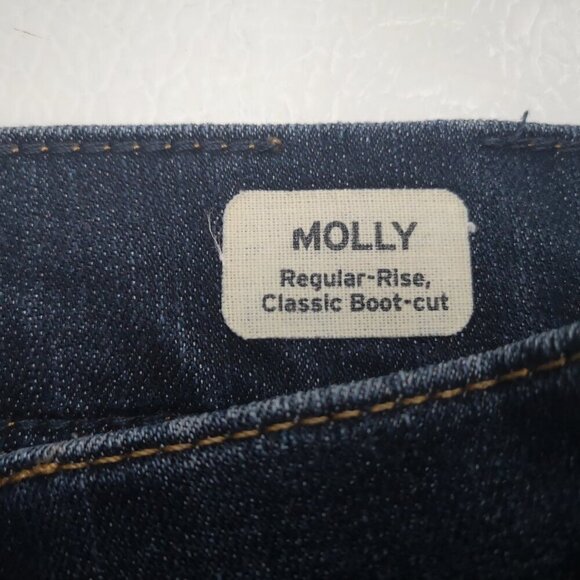 MOLLY
Regular-Rise,
Classic Boot-cut